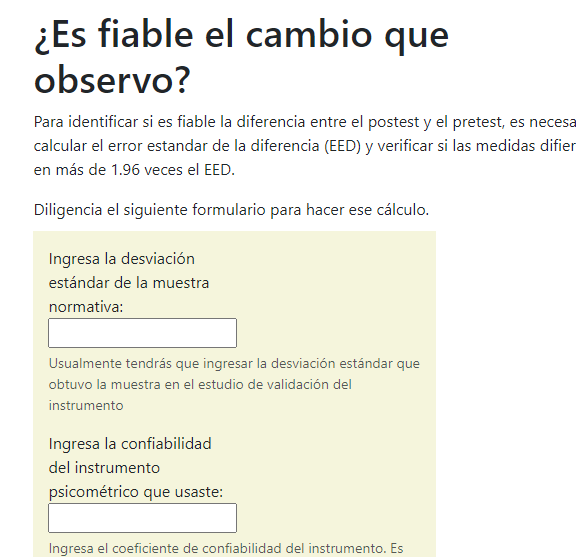 ¿Es fiable el cambio que
observo?
Para identificar si es fiable la diferencia entre el postest y el pretest, es necesa
calcular el error estandar de la diferencia (EED) y verificar si las medidas difier
en más de 1.96 veces el EED.
Diligencia el siguiente formulario para hacer ese cálculo.
Ingresa la desviación
estándar de la muestra
normativa:
Usualmente tendrás que ingresar la desviación estándar que
obtuvo la muestra en el estudio de validación del
instrumento
Ingresa la confiabilidad
del instrumento
psicométrico que usaste:
Ingresa el coeficiente de confiabilidad del instrumento. Es